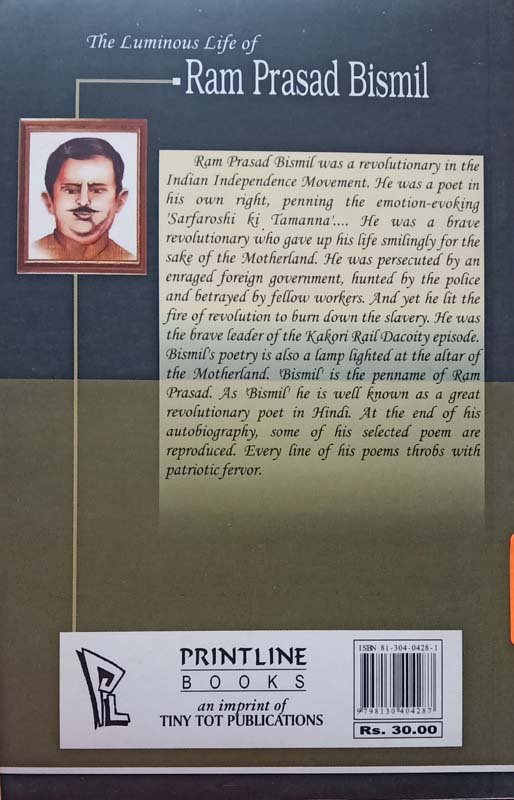 The Luminous Life of
Ram Prasad Bismil
Ram Prasad Bismil was a revolutionary in the
Indian Independence Movement. He was a poet in
his own right, penning the emotion-evoking
'Sarfaroshi ki Tamanna'.... He was a brave
revolutionary who gave up his life smilingly for the
sake of the Motherland. He was persecuted by an
enraged foreign government, hunted by the police
and betrayed by fellow workers. And yet he lit the
fire of revolution to burn down the slavery. He was
the brave leader of the Kakori Rail Dacoity episode.
Bismil's poetry is also a lamp lighted at the altar of
the Motherland. 'Bismil' is the penname of Ram
Prasad. As 'Bismil' he is well known as a great
revolutionary poet in Hindi. At the end of his
autobiography, some of his selected poem are
reproduced. Every line of his poems throbs with
patriotic fervor.
PRINTLINE
BOOKS
an imprint of
TINY TOT PUBLICATIONS
ISBN 81-304-0428-1
9 798130 404287
Rs. 30.00